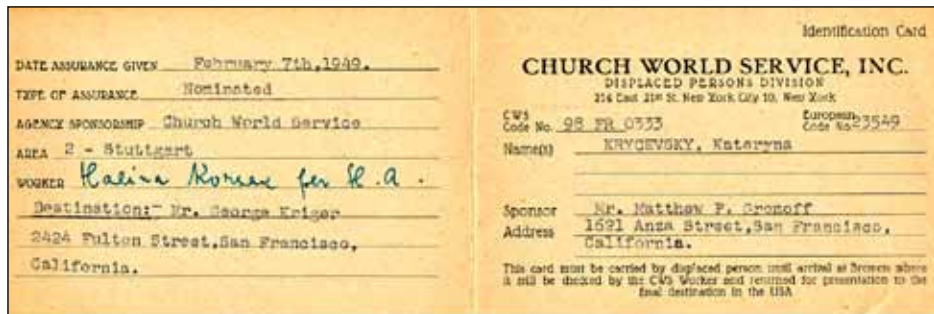 DATE ASSURANCE GIVEN February 7th,1949.
TYPE OF ASSURANCE Nominated
AGENCY SPONSORSHIP Church World Service
AREA 2 - Stuttgart
WORKER Halina Korsak per H.A.
Destination:- Mr. George Kriger
2424 Fulton Street,San Francisco,
California.
Identification Card
CHURCH WORLD SERVICE, INC.
DISPLACED PERSONS DIVISION
214 East 21st St. New York City 10, New York
CWS Code No. 98 FR 0333 European Code No. 23549
Name(s) KRYCEVSKY, Kateryna
Sponsor Mr. Matthew P. Gronoff
Address 1621 Anza Street,San Francisco,
California.
This card must be carried by displaced person until arrival at Bremen where
it will be checked by the CWS Worker and returned for presentation to the
final destination in the USA